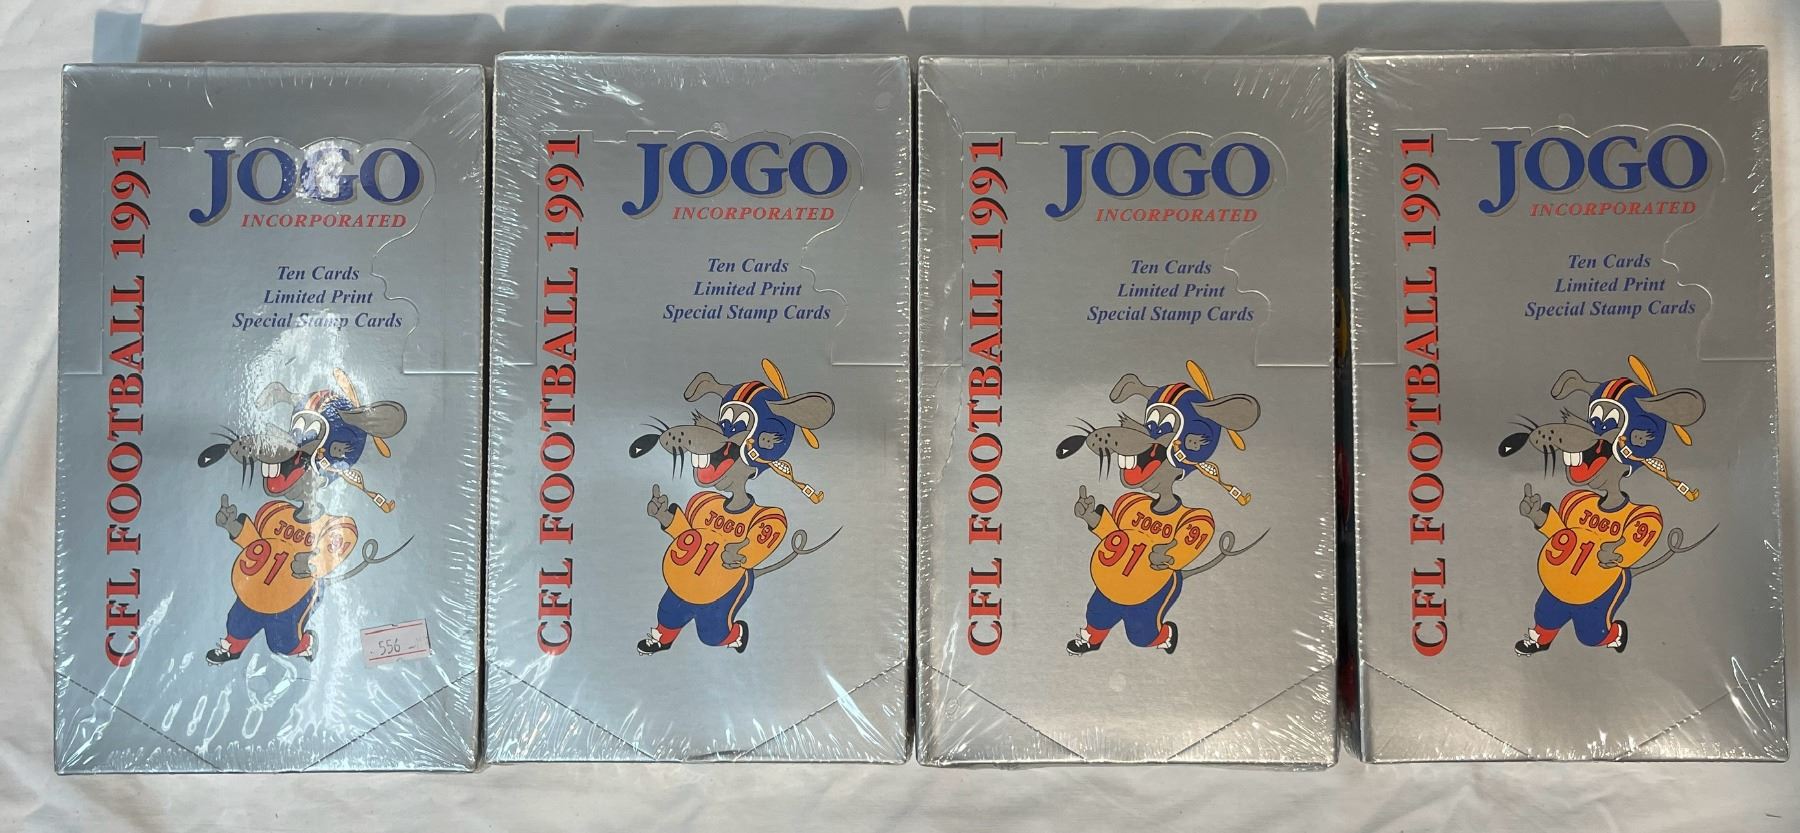 CFL FOOTBALL 1991
JOGO
INCORPORATED
Ten Cards
Limited Print
Special Stamp Cards
JOGO '91
91
556
CFL FOOTBALL 1991
JOGO
INCORPORATED
Ten Cards
Limited Print
Special Stamp Cards
JOGO '91
91
CFL FOOTBALL 1991
JOGO
INCORPORATED
Ten Cards
Limited Print
Special Stamp Cards
JOGO '91
91
CFL FOOTBALL 1991
JOGO
INCORPORATED
Ten Cards
Limited Print
Special Stamp Cards
JOGO '91
91